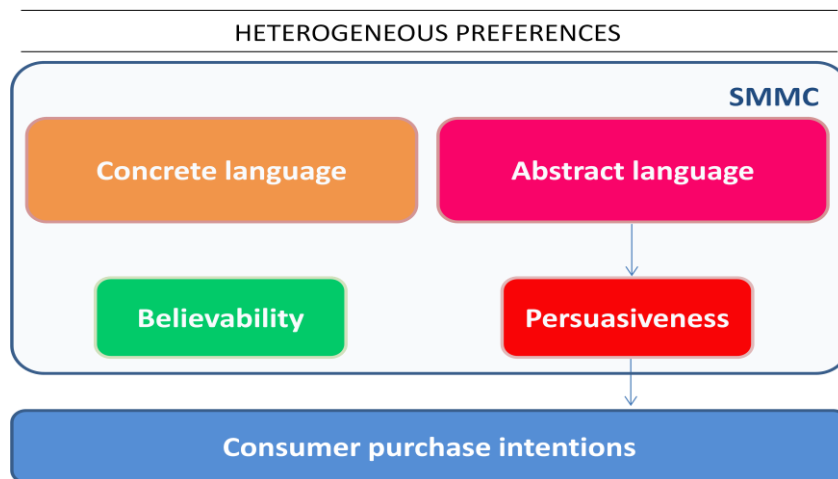 HETEROGENEOUS PREFERENCES
SMMC
Concrete language
Abstract language
Believability
Persuasiveness
Consumer purchase intentions